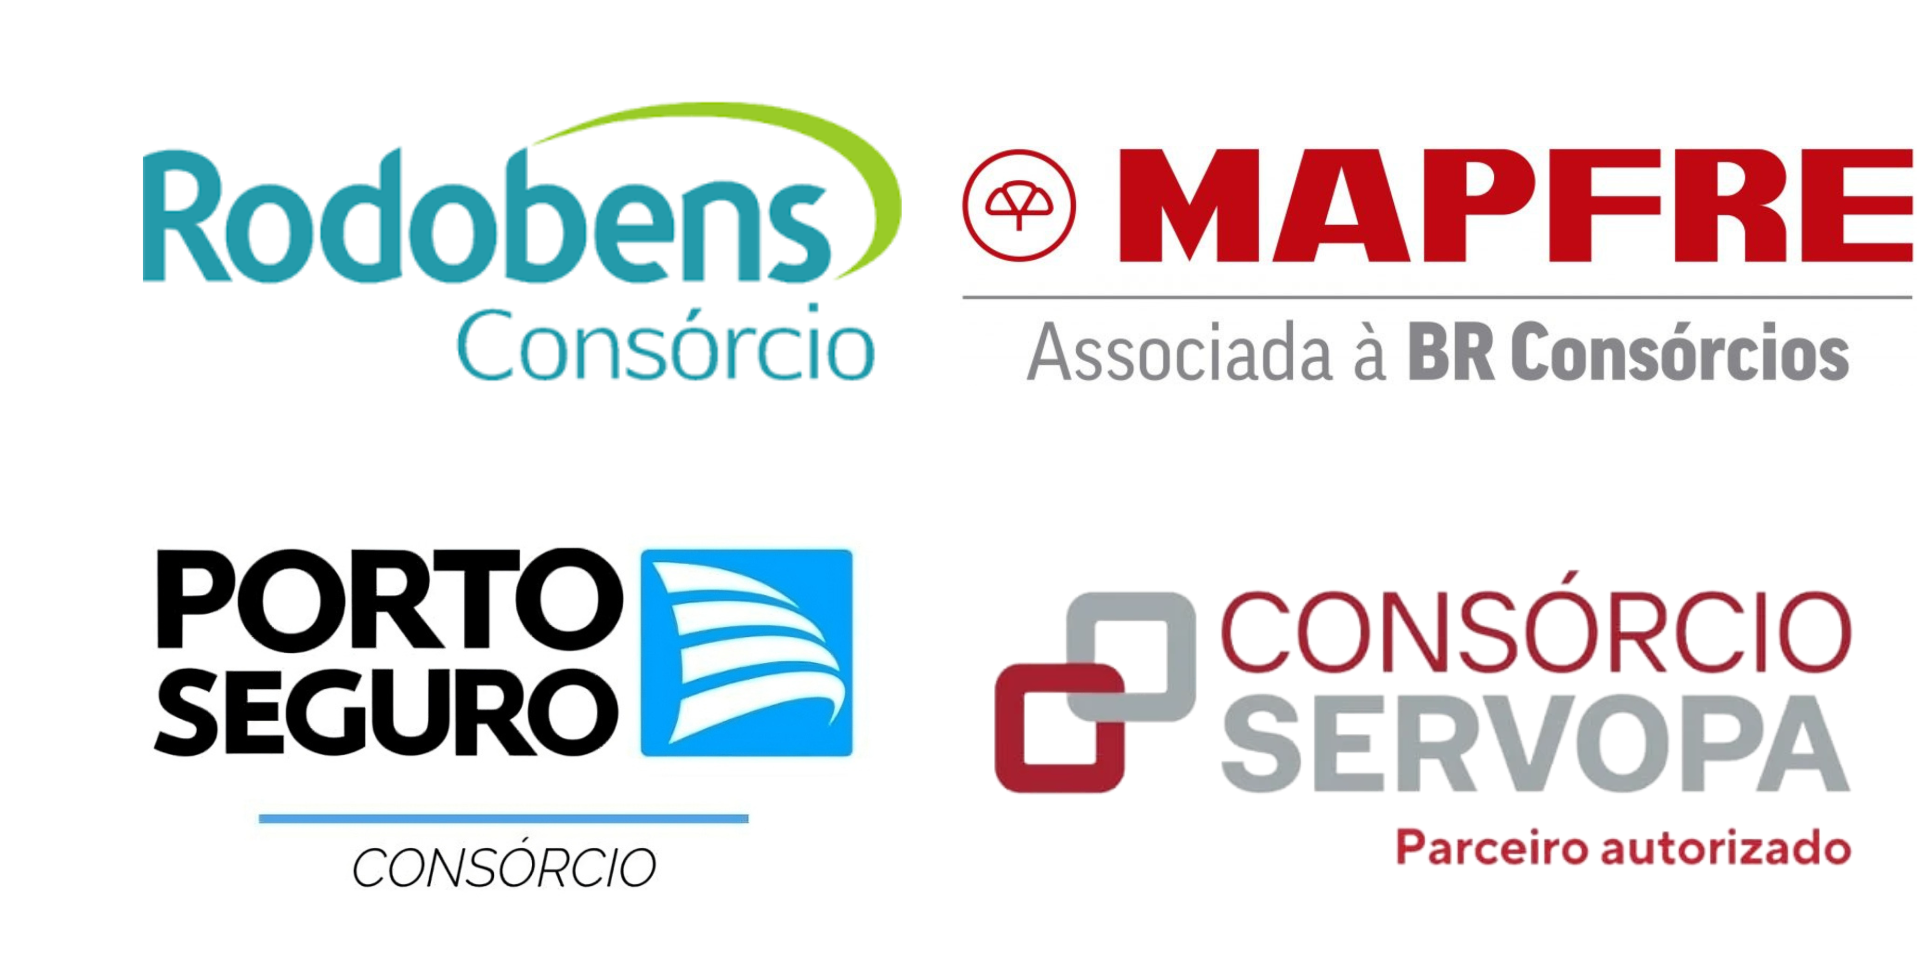 Rodobens
Consórcio
MAPFRE
Associada à BR Consórcios
PORTO
SEGURO
CONSÓRCIO
CONSÓRCIO
SERVOPA
Parceiro autorizado